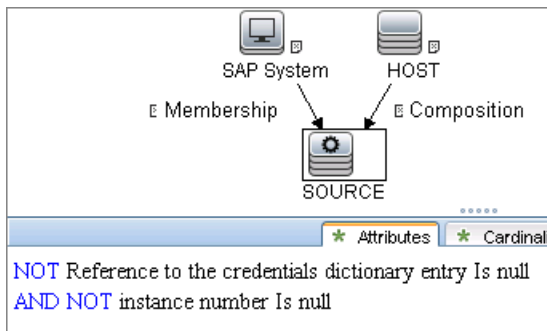 SAP System HOST
Membership Composition
SOURCE
Attributes Cardinali
NOT Reference to the credentials dictionary entry Is null
AND NOT instance number Is null